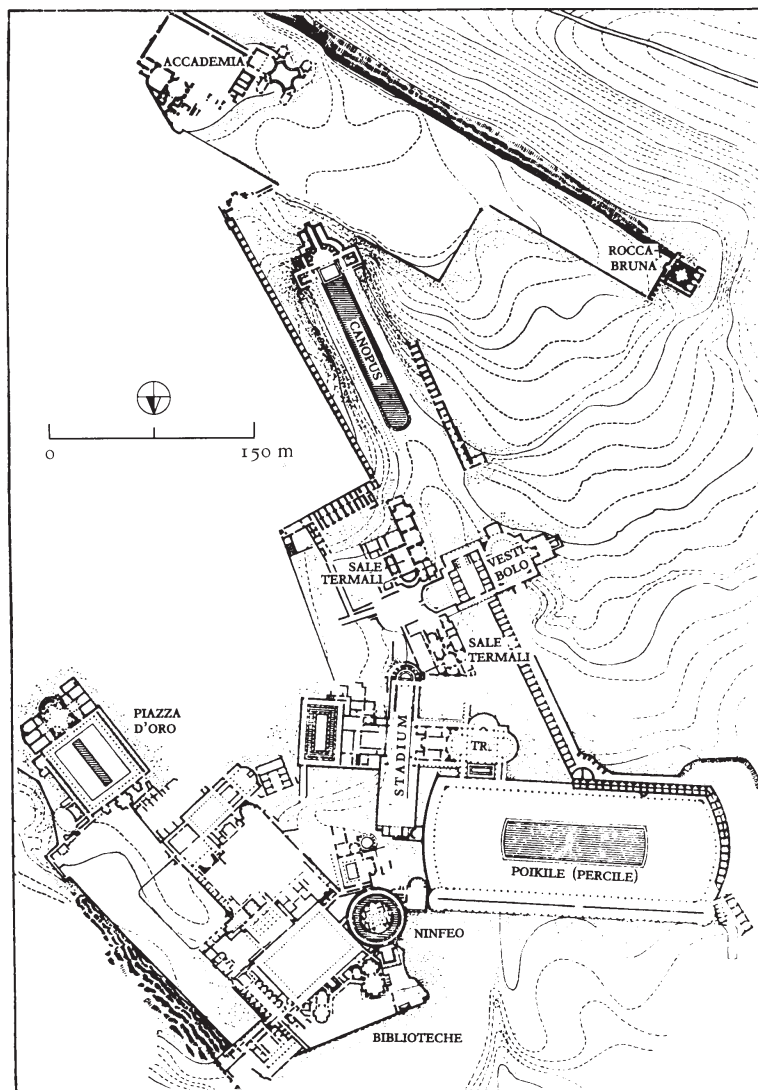 ACCADEMIA
ROCCA-
BRUNA
CANOPUS
0 150 m
VESTI
BOLO
SALE
TERMALI
SALE
TERMALI
PIAZZA
D'ORO
STADIUM
TR.
POIKILE (PERCILE)
NINFEO
BIBLIOTECHE